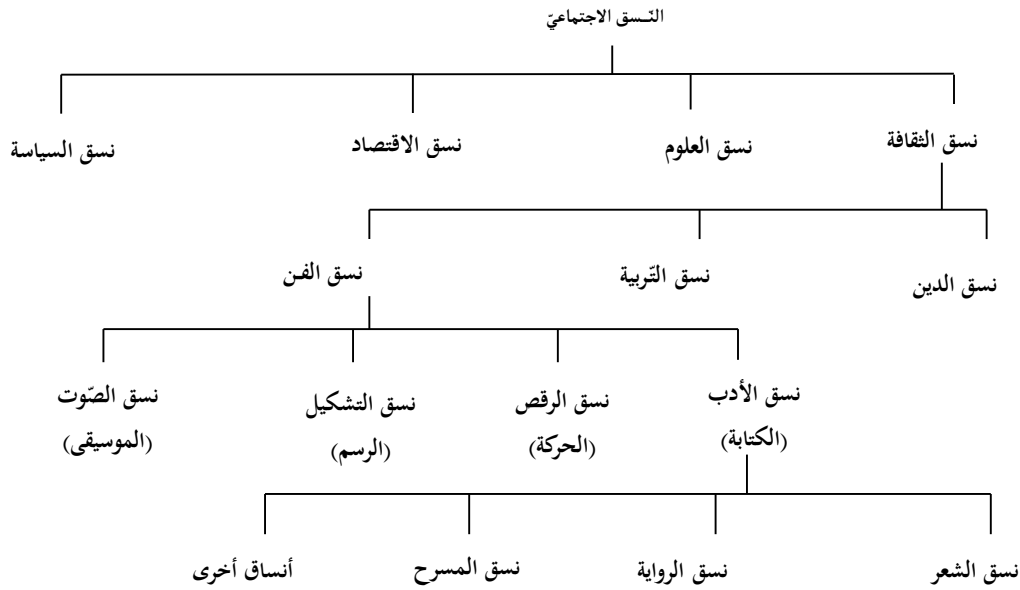 النّسق الاجتماعيّ
نسق الثقافة
نسق العلوم
نسق الاقتصاد
نسق السياسة
نسق الدين
نسق التّربية
نسق الفن
نسق الأدب
(الكتابة)
نسق الرقص
(الحركة)
نسق التشكيل
(الرسم)
نسق الصّوت
(الموسيقى)
نسق الشعر
نسق الرواية
نسق المسرح
أنساق أخرى